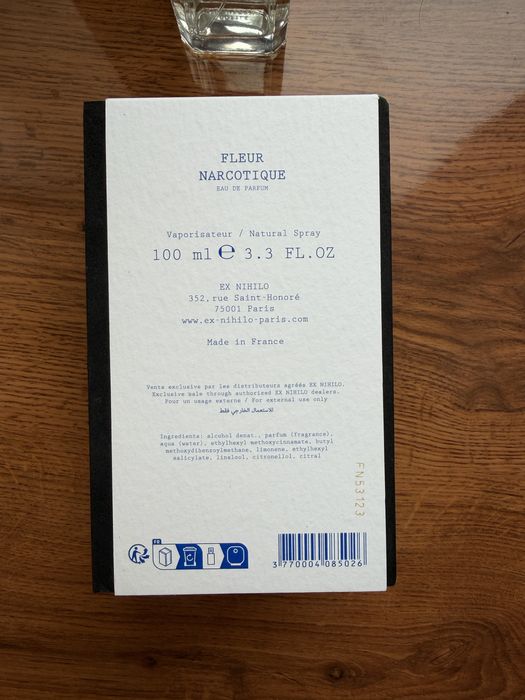 FLEUR
NARCOTIQUE
EAU DE PARFUM
Vaporisateur / Natural Spray
100 ml ℮ 3.3 FL.OZ
EX NIHILO
352, rue Saint-Honoré
75001 Paris
www.ex-nihilo-paris.com
Made in France
Vente exclusive par les distributeurs agréés EX NIHILO.
Exclusive sale through authorized EX NIHILO dealers.
Pour un usage externe / For external use only
للاستعمال الخارجي فقط
Ingredients: alcohol denat., parfum (fragrance),
aqua (water), ethylhexyl methoxycinnamate, butyl
methoxydibenzoylmethane, limonene, ethylhexyl
salicylate, linalool, citronellol, citral
FN53123
FR
3 770004 085026